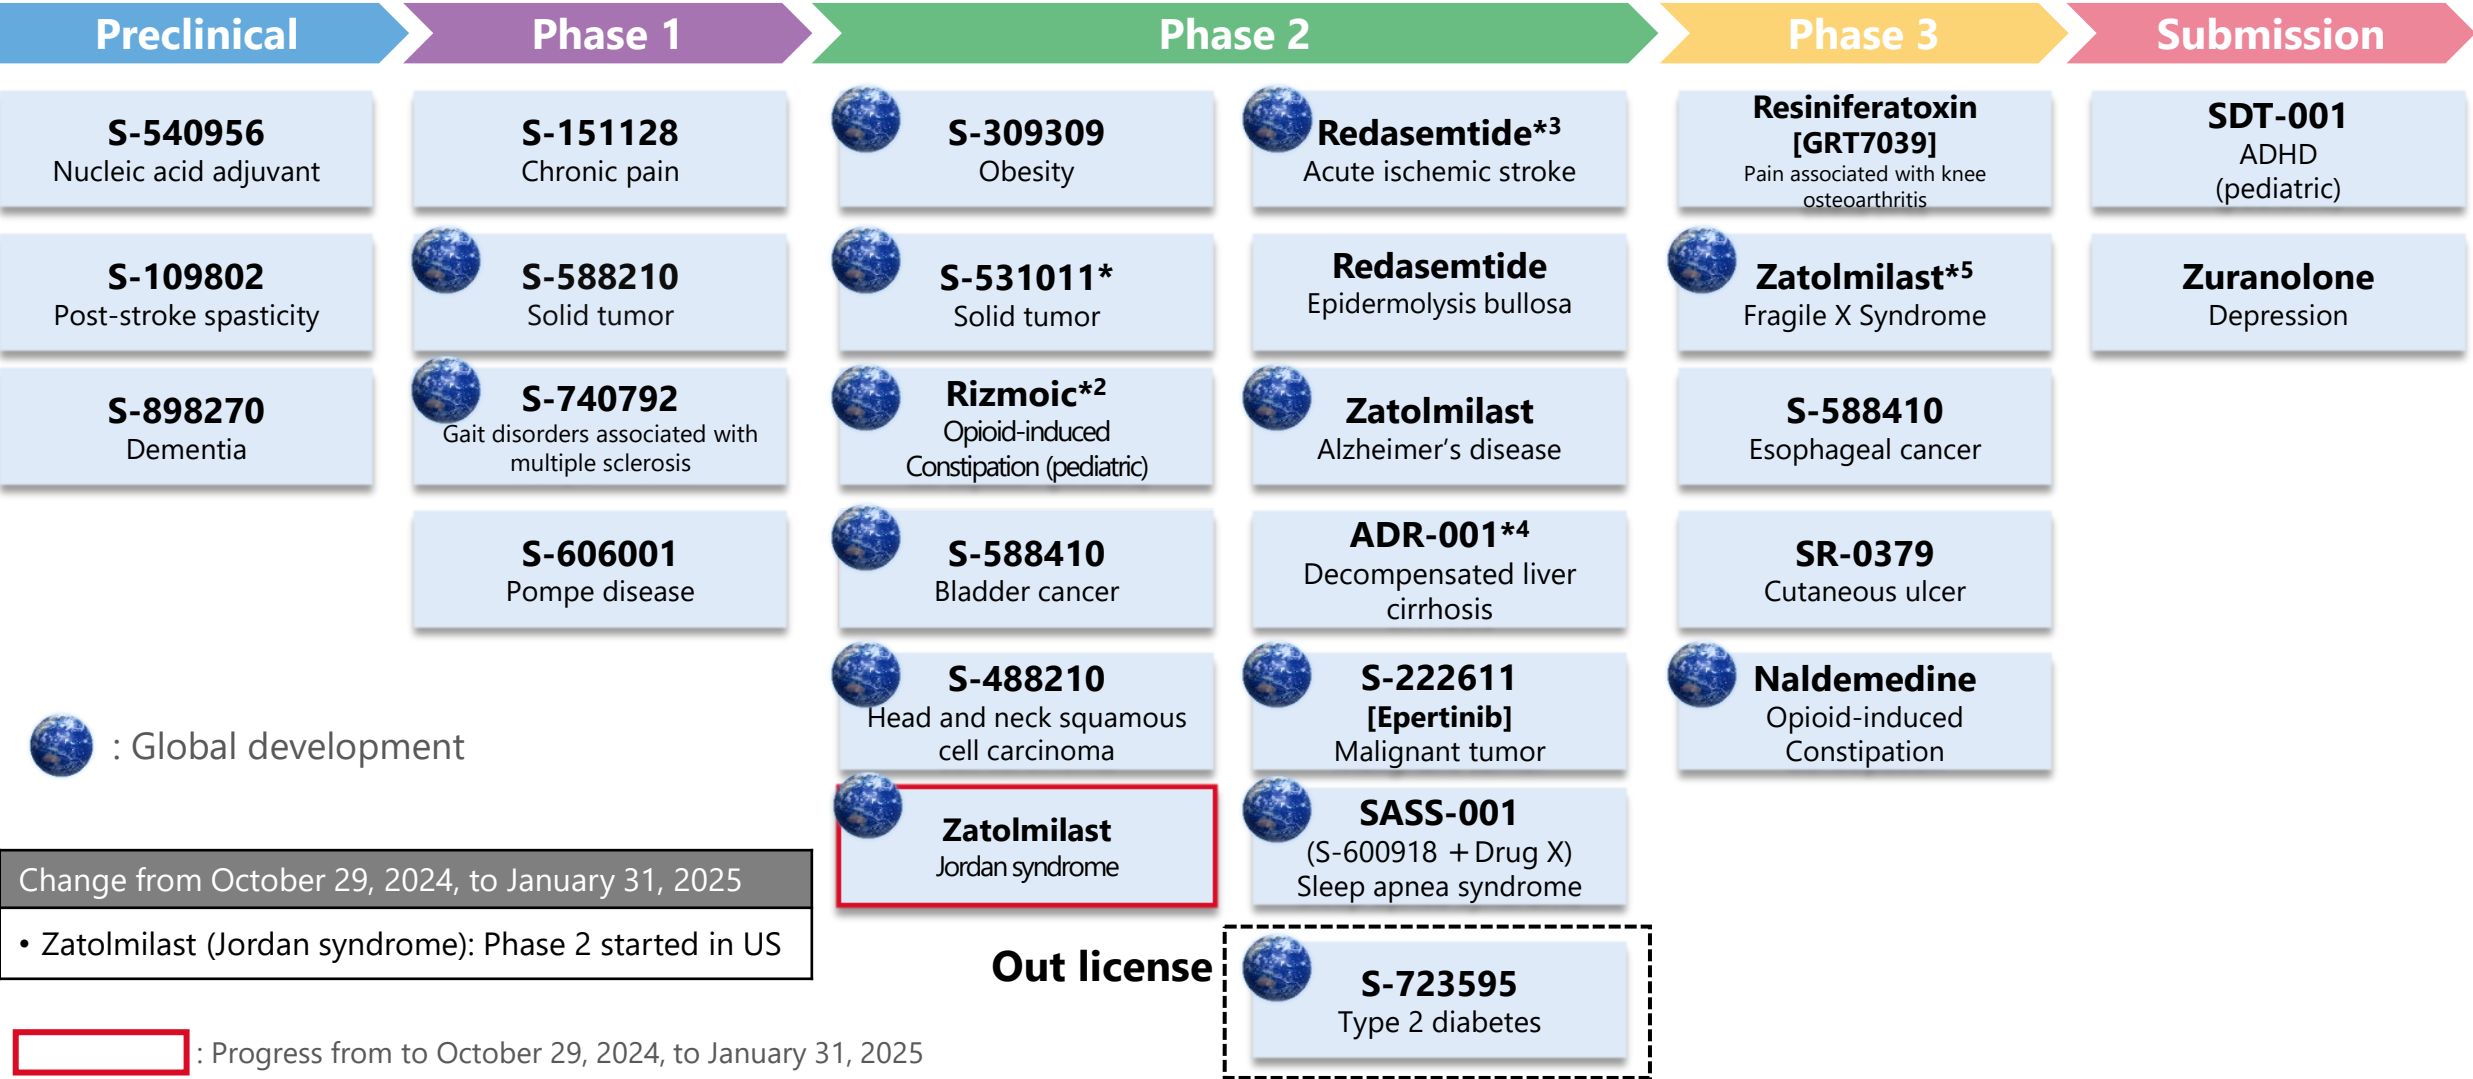 Preclinical
Phase 1
Phase 2
Phase 3
Submission
S-540956
Nucleic acid adjuvant
S-109802
Post-stroke spasticity
S-898270
Dementia
S-151128
Chronic pain
S-588210
Solid tumor
S-740792
Gait disorders associated with
multiple sclerosis
S-606001
Pompe disease
S-309309
Obesity
S-531011*
Solid tumor
Rizmoic*2
Opioid-induced
Constipation (pediatric)
S-588410
Bladder cancer
S-488210
Head and neck squamous
cell carcinoma
Zatolmilast
Jordan syndrome
Redasemtide*3
Acute ischemic stroke
Redasemtide
Epidermolysis bullosa
Zatolmilast
Alzheimer’s disease
ADR-001*4
Decompensated liver
cirrhosis
S-222611
[Epertinib]
Malignant tumor
SASS-001
(S-600918 ＋Drug X)
Sleep apnea syndrome
Out license
S-723595
Type 2 diabetes
Resiniferatoxin
[GRT7039]
Pain associated with knee
osteoarthritis
Zatolmilast*5
Fragile X Syndrome
S-588410
Esophageal cancer
SR-0379
Cutaneous ulcer
Naldemedine
Opioid-induced
Constipation
SDT-001
ADHD
(pediatric)
Zuranolone
Depression
: Global development
Change from October 29, 2024, to January 31, 2025
• Zatolmilast (Jordan syndrome): Phase 2 started in US
: Progress from to October 29, 2024, to January 31, 2025